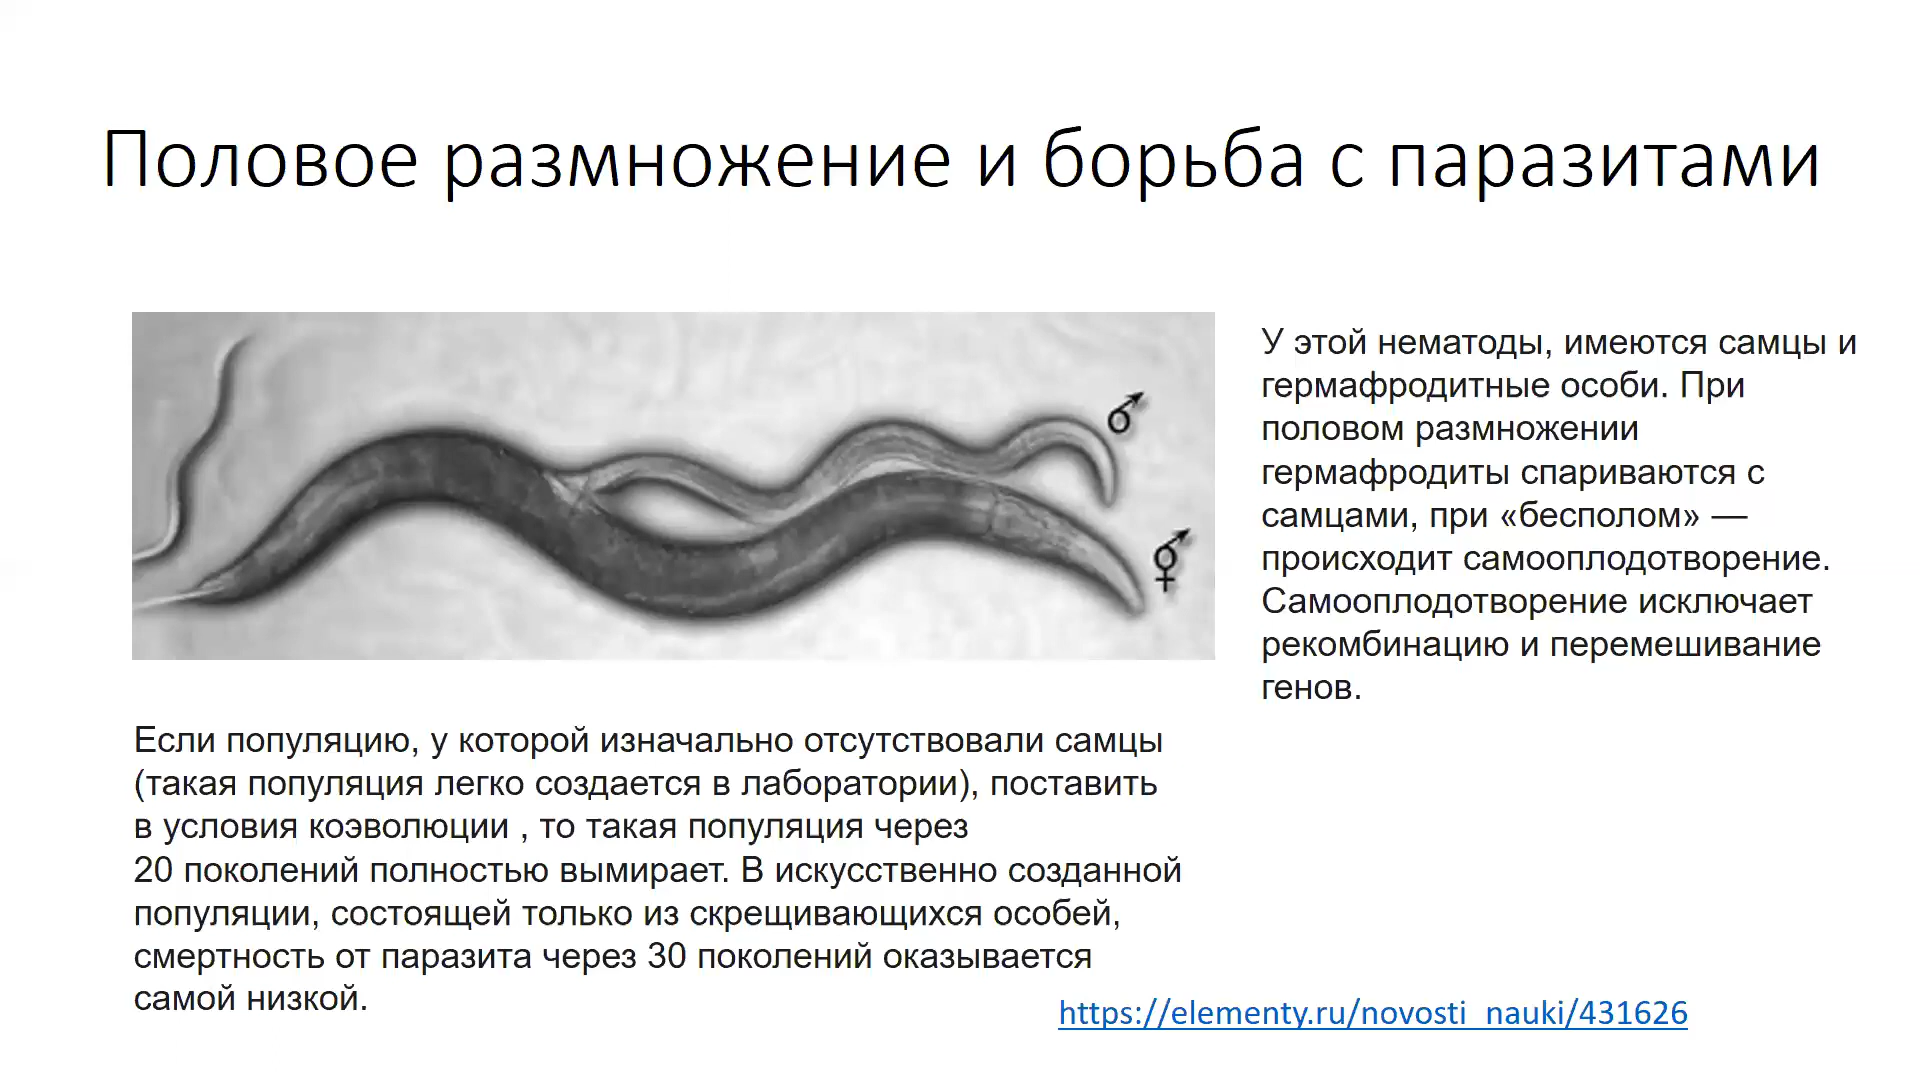 Половое размножение и борьба с паразитами
У этой нематоды, имеются самцы и
гермафродитные особи. При
половом размножении
гермафродиты спариваются с
самцами, при «бесполом» —
происходит самооплодотворение.
Самооплодотворение исключает
рекомбинацию и перемешивание
генов.
Если популяцию, у которой изначально отсутствовали самцы
(такая популяция легко создается в лаборатории), поставить
в условия коэволюции , то такая популяция через
20 поколений полностью вымирает. В искусственно созданной
популяции, состоящей только из скрещивающихся особей,
смертность от паразита через 30 поколений оказывается
самой низкой.
https://elementy.ru/novosti_nauki/431626